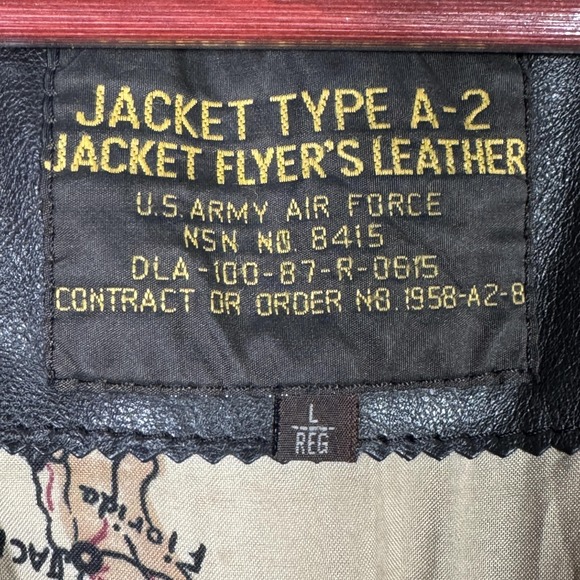 JACKET TYPE A-2
JACKET FLYER'S LEATHER
U.S. ARMY AIR FORCE
NSN NO. 8415
DLA-100-87-R-0615
CONTRACT OR ORDER NO. 1958-A2-8
L
REG
Florida
JAC